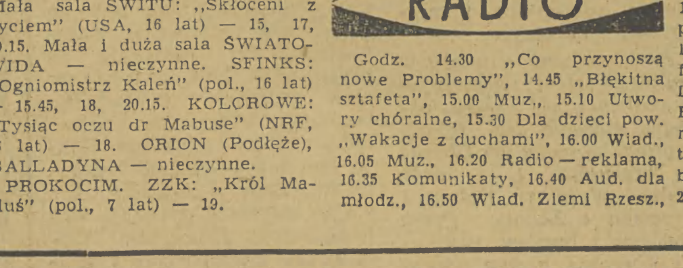 Mała sala ŚWITU: „Skłóceni z
życiem" (USA, 16 lat) — 15, 17,
.15. Mała i duża sala ŚWIATO-
WIDA — nieczynne. SFINKS:
„Ogniomistrz Kaleń" (pol., 16 lat)
— 15.45, 18, 20.15. KOLOROWE:
„Tysiąc oczu dr Mabuse" (NRF,
lat) — 18. ORION (Podłęże),
BALLADYNA — nieczynne.
PROKOCIM. ZZK: „Król Ma-
ciuś" (pol., 7 lat) — 19.
RADIO
Godz. 14.30 „Co przynoszą
nowe Problemy", 14.45 „Błękitna
sztafeta", 15.00 Muz., 15.10 Utwo-
ry chóralne, 15.30 Dla dzieci pow.
„Wakacje z duchami", 16.00 Wiad.,
16.05 Muz., 16.20 Radio — reklama,
16.35 Komunikaty, 16.40 Aud. dla
młodz., 16.50 Wiad. Ziemi Rzesz.,